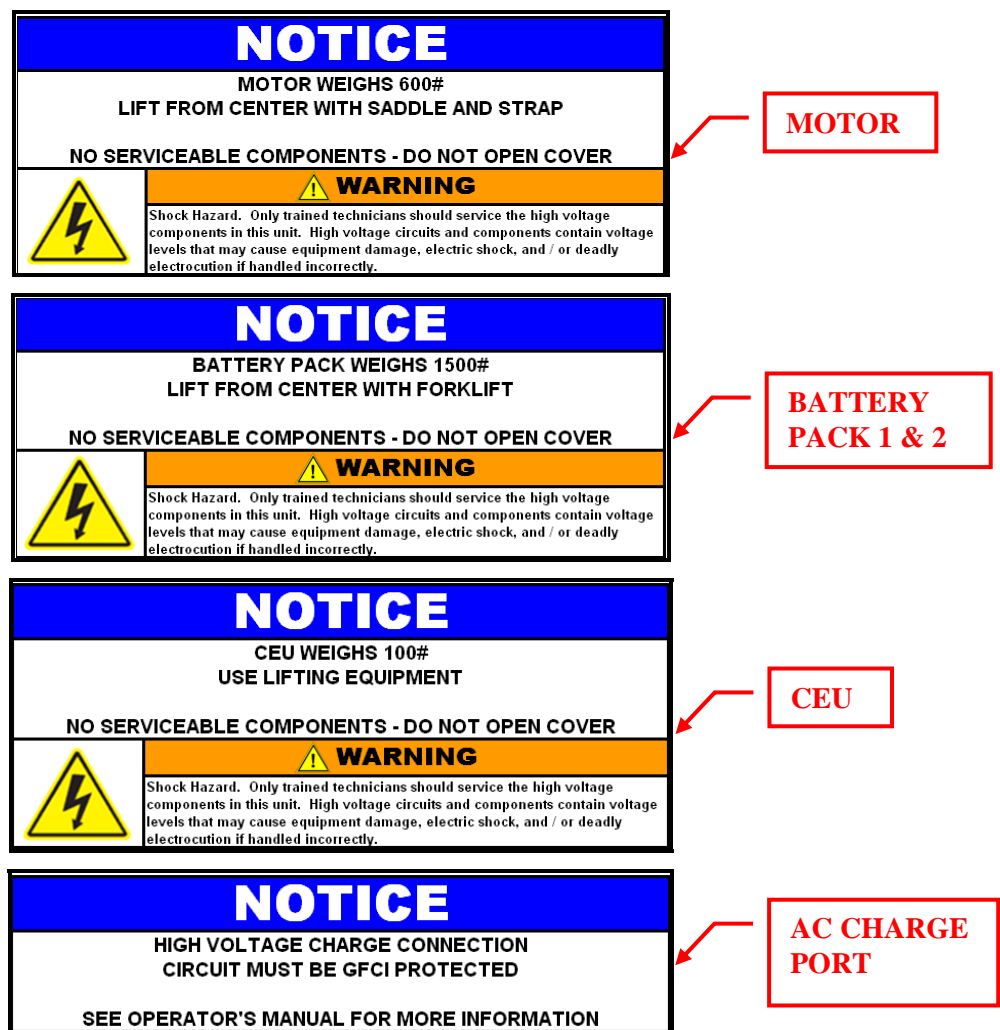 NOTICE
MOTOR WEIGHS 600#
LIFT FROM CENTER WITH SADDLE AND STRAP
NO SERVICEABLE COMPONENTS - DO NOT OPEN COVER
WARNING
Shock Hazard. Only trained technicians should service the high voltage
components in this unit. High voltage circuits and components contain voltage
levels that may cause equipment damage, electric shock, and / or deadly
electrocution if handled incorrectly.
MOTOR
NOTICE
BATTERY PACK WEIGHS 1500#
LIFT FROM CENTER WITH FORKLIFT
NO SERVICEABLE COMPONENTS - DO NOT OPEN COVER
WARNING
Shock Hazard. Only trained technicians should service the high voltage
components in this unit. High voltage circuits and components contain voltage
levels that may cause equipment damage, electric shock, and / or deadly
electrocution if handled incorrectly.
BATTERY
PACK 1 & 2
NOTICE
CEU WEIGHS 100#
USE LIFTING EQUIPMENT
NO SERVICEABLE COMPONENTS - DO NOT OPEN COVER
WARNING
Shock Hazard. Only trained technicians should service the high voltage
components in this unit. High voltage circuits and components contain voltage
levels that may cause equipment damage, electric shock, and / or deadly
electrocution if handled incorrectly.
CEU
NOTICE
HIGH VOLTAGE CHARGE CONNECTION
CIRCUIT MUST BE GFCI PROTECTED
SEE OPERATOR'S MANUAL FOR MORE INFORMATION
AC CHARGE
PORT